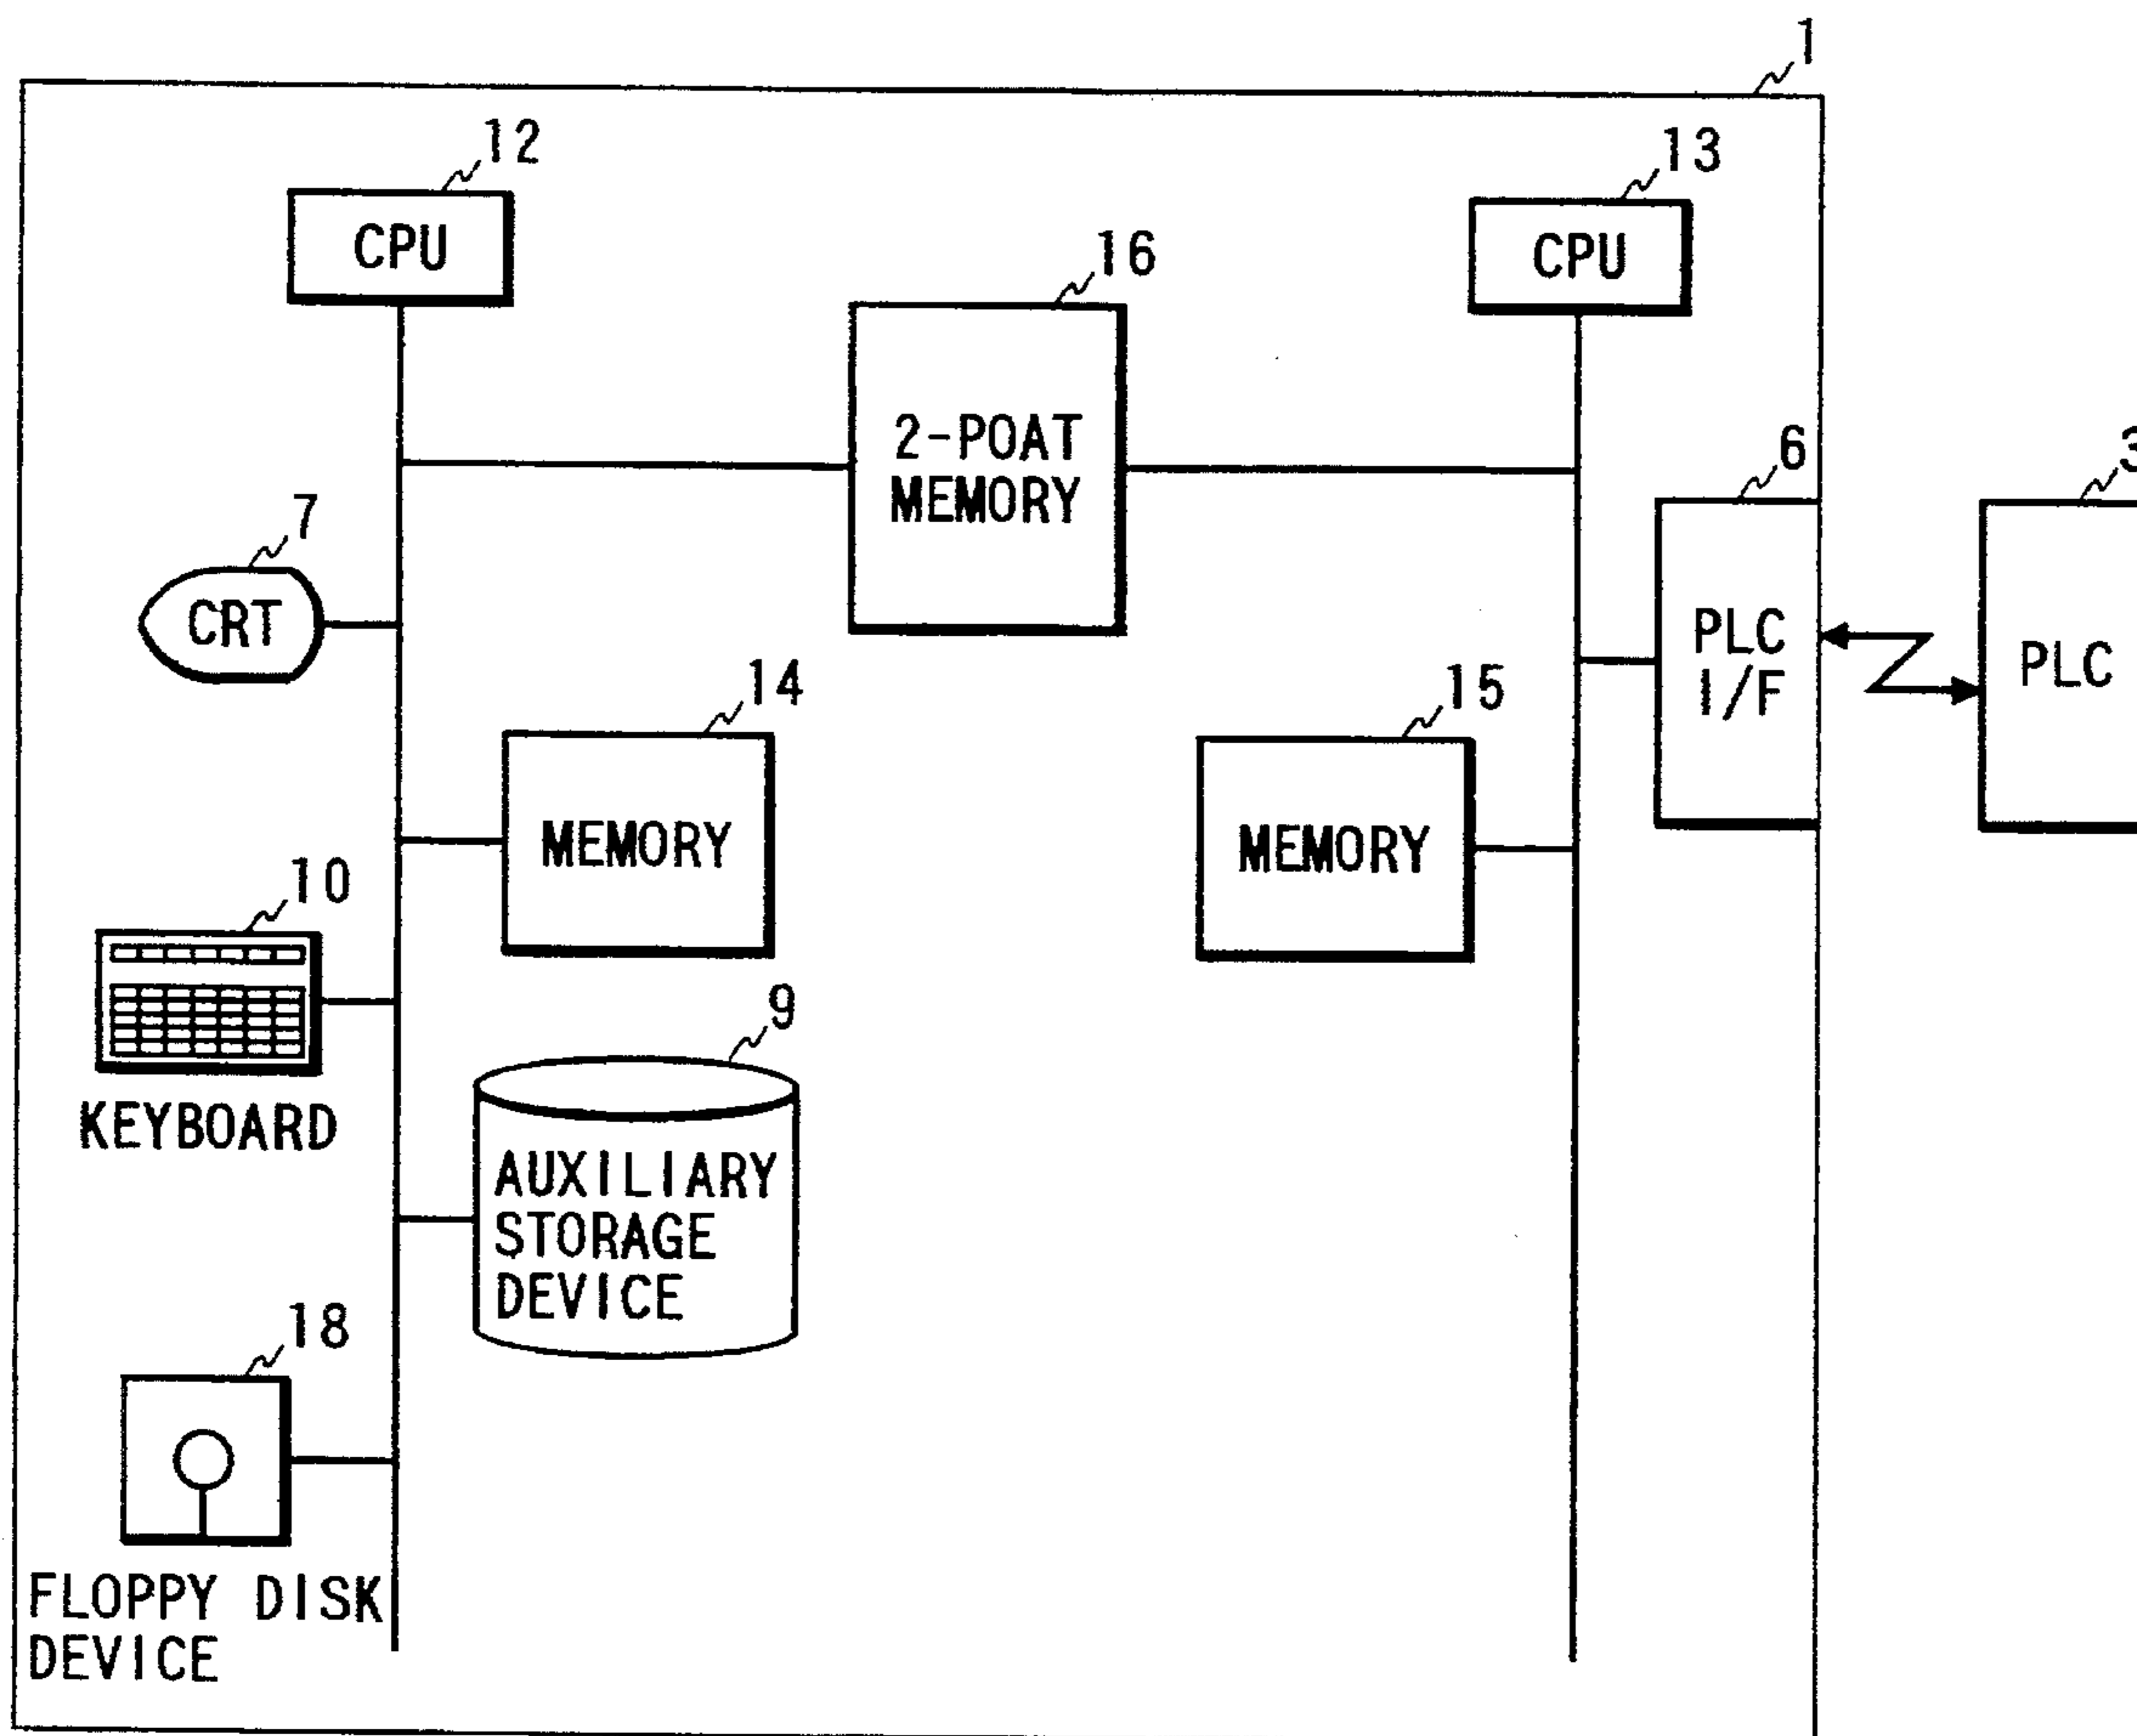 1
12
CPU
13
CPU
16
2-POAT
MEMORY
6
PLC
I/F
3
PLC
7
CRT
14
MEMORY
15
MEMORY
10
KEYBOARD
9
AUXILIARY
STORAGE
DEVICE
18
FLOPPY DISK
DEVICE